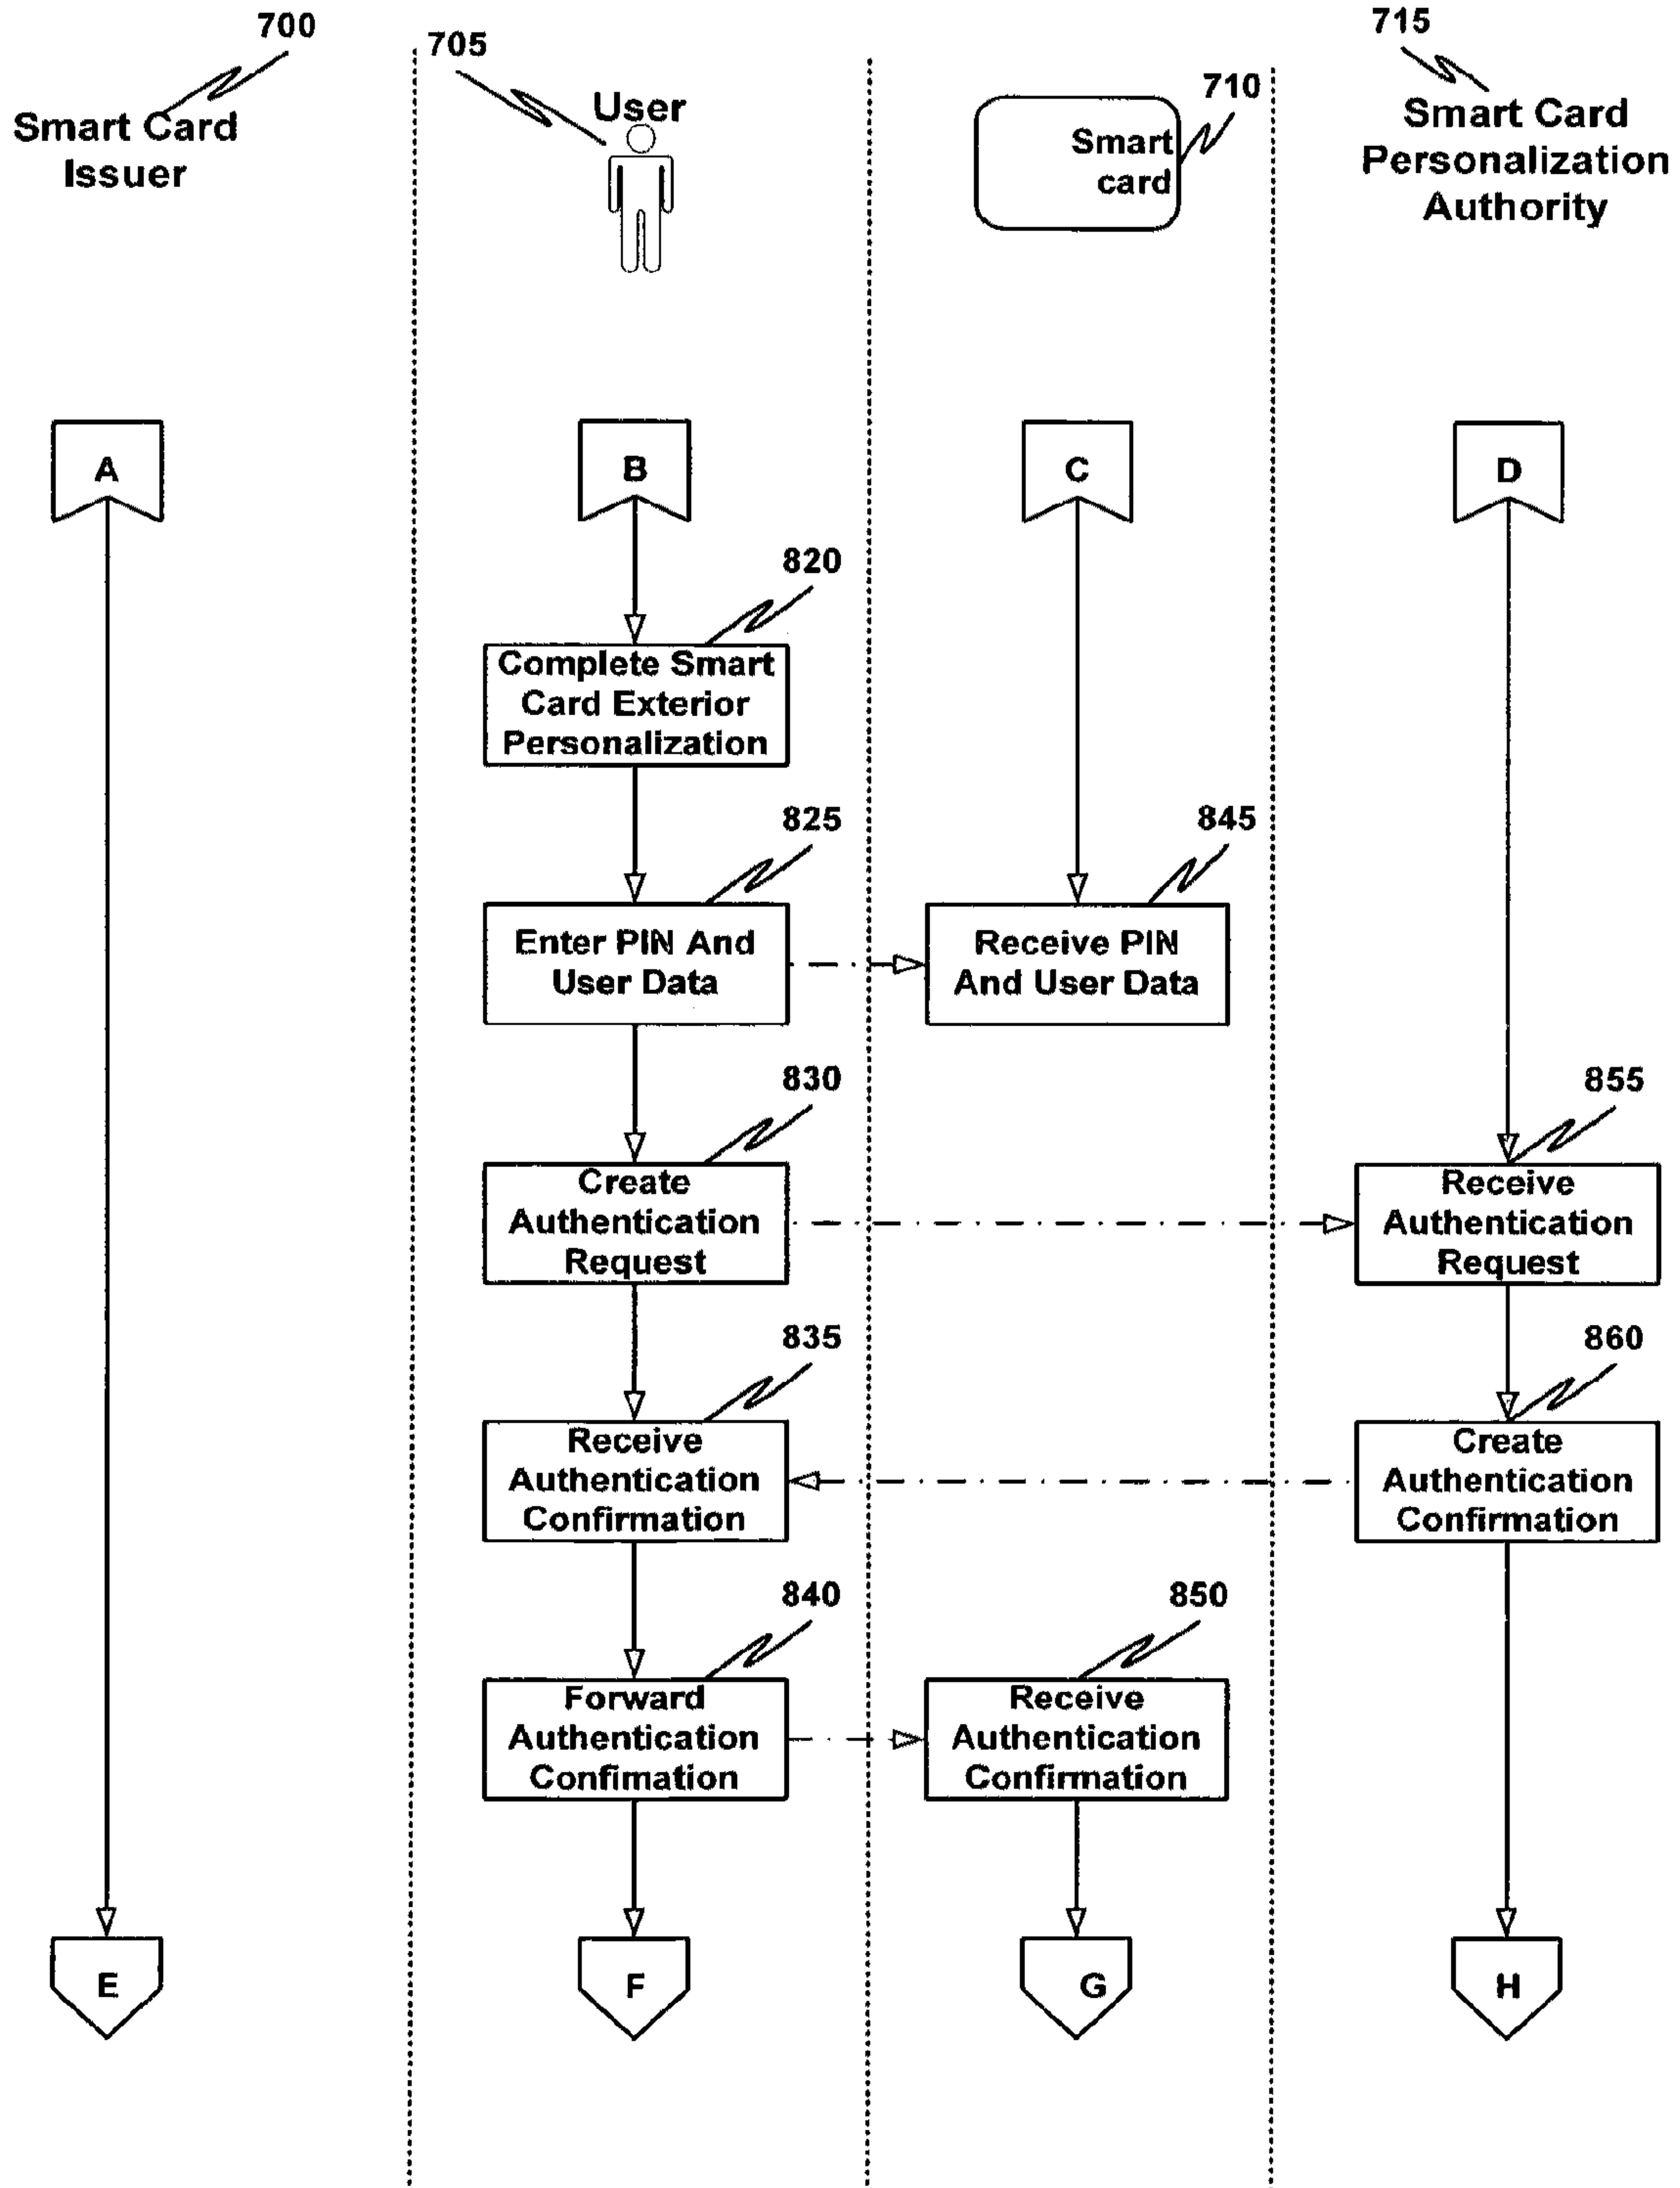 700
705
715
710
Smart Card
Issuer
User
Smart
card
Smart Card
Personalization
Authority
A
B
C
D
820
Complete Smart
Card Exterior
Personalization
825
845
Enter PIN And
User Data
Receive PIN
And User Data
830
855
Create
Authentication
Request
Receive
Authentication
Request
835
860
Receive
Authentication
Confirmation
Create
Authentication
Confirmation
840
850
Forward
Authentication
Confimation
Receive
Authentication
Confirmation
E
F
G
H